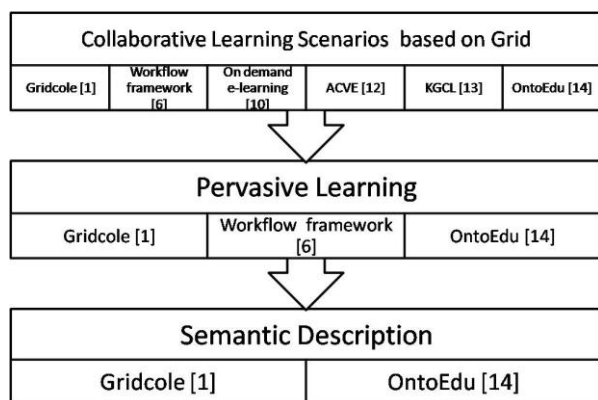 Collaborative Learning Scenarios based on Grid
Gridcole [1]
Workflow
framework
[6]
On demand
e-learning
[10]
ACVE [12]
KGCL [13]
OntoEdu [14]
Pervasive Learning
Gridcole [1]
Workflow framework
[6]
OntoEdu [14]
Semantic Description
Gridcole [1]
OntoEdu [14]